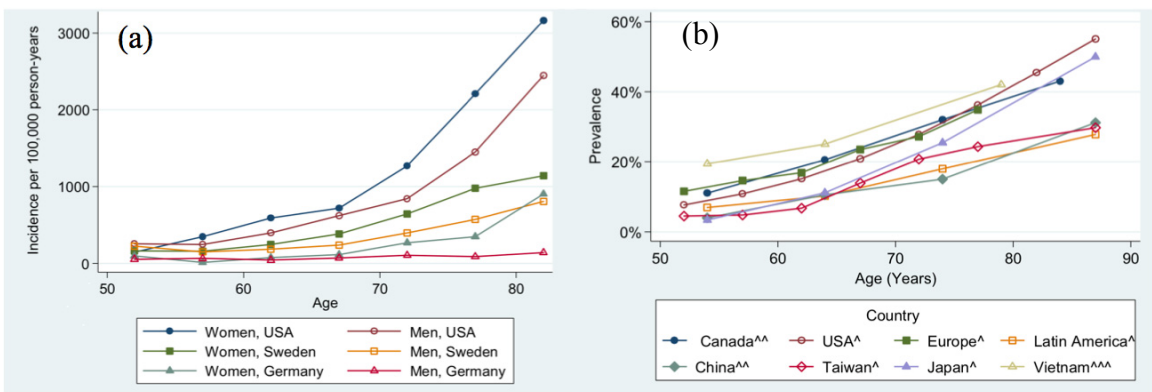 (a)
Incidence per 100,000 person-years
3000
2000
1000
0
50
60
70
80
Age
Women, USA
Men, USA
Women, Sweden
Men, Sweden
Women, Germany
Men, Germany
(b)
Prevalence
60%
40%
20%
0%
50
60
70
80
90
Age (Years)
Country
Canada^^
USA^
Europe^
Latin America^
China^^
Taiwan^
Japan^
Vietnam^^^